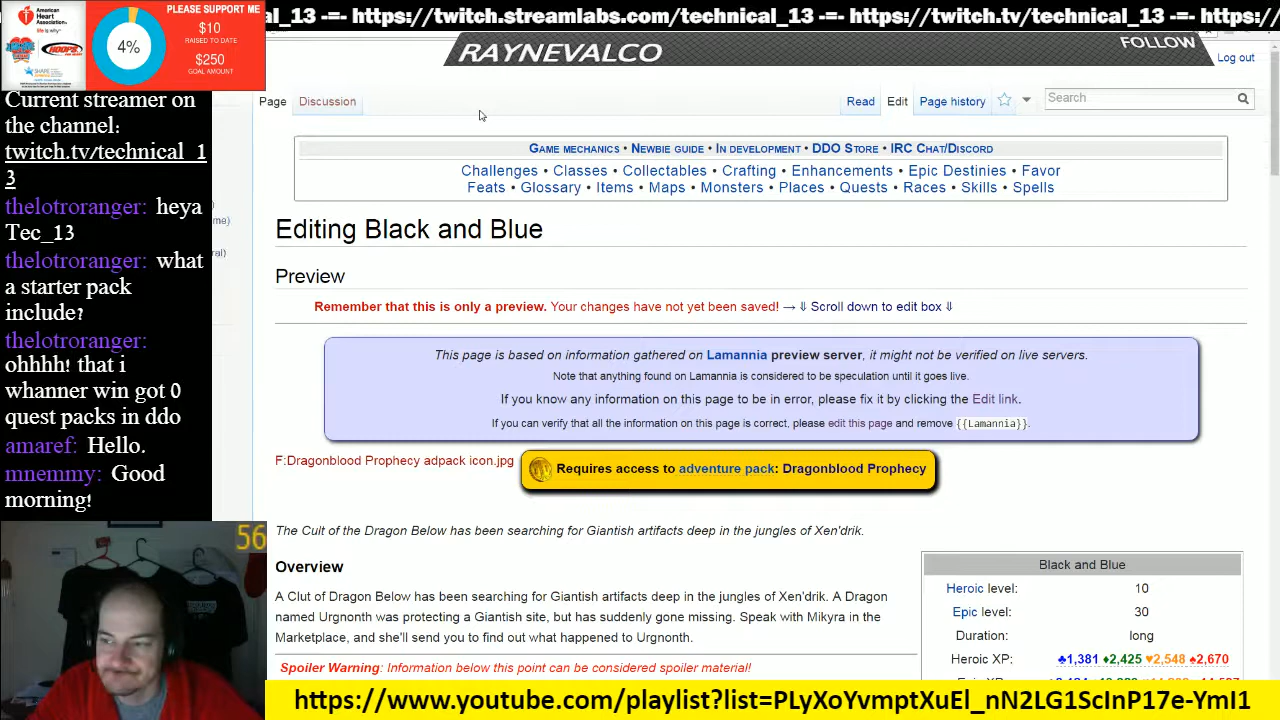 _13 -=- https://twitch.streamlabs.com/technical_13 -=- https://twitch.tv/technical_13 -=- https:/
American
Heart
Association®
life is why™
HOOPS
PLEASE SUPPORT ME
$10
RAISED TO DATE
4%
$250
GOAL AMOUNT
RAYNEVALCO
FOLLOW
Log out
Page
Discussion
Read
Edit
Page history
Search
Current streamer on
the channel:
twitch.tv/technical_1
3
thelotroranger: heya
Tec_13
thelotroranger: what
a starter pack
include?
thelotroranger:
ohhhh! that i
whanner win got 0
quest packs in ddo
amaref: Hello.
mnemmy: Good
morning!
me)
ral)
56
Game mechanics • Newbie guide • In development • DDO Store • IRC Chat/Discord
Challenges • Classes • Collectables • Crafting • Enhancements • Epic Destinies • Favor
Feats • Glossary • Items • Maps • Monsters • Places • Quests • Races • Skills • Spells
Editing Black and Blue
Preview
Remember that this is only a preview. Your changes have not yet been saved! → ⇓ Scroll down to edit box ⇓
This page is based on information gathered on Lamannia preview server, it might not be verified on live servers.
Note that anything found on Lamannia is considered to be speculation until it goes live.
If you know any information on this page to be in error, please fix it by clicking the Edit link.
If you can verify that all the information on this page is correct, please edit this page and remove {{Lamannia}}.
F:Dragonblood Prophecy adpack icon.jpg
Requires access to adventure pack: Dragonblood Prophecy
The Cult of the Dragon Below has been searching for Giantish artifacts deep in the jungles of Xen'drik.
Overview
A Clut of Dragon Below has been searching for Giantish artifacts deep in the jungles of Xen'drik. A Dragon
named Urgnonth was protecting a Giantish site, but has suddenly gone missing. Speak with Mikyra in the
Marketplace, and she'll send you to find out what happened to Urgnonth.
Spoiler Warning: Information below this point can be considered spoiler material!
Black and Blue
Heroic level: 10
Epic level: 30
Duration: long
Heroic XP: ♣1,381 ♦2,425 ♥2,548 ♠2,670
https://www.youtube.com/playlist?list=PLyXoYvmptXuEl_nN2LG1ScInP17e-YmI1